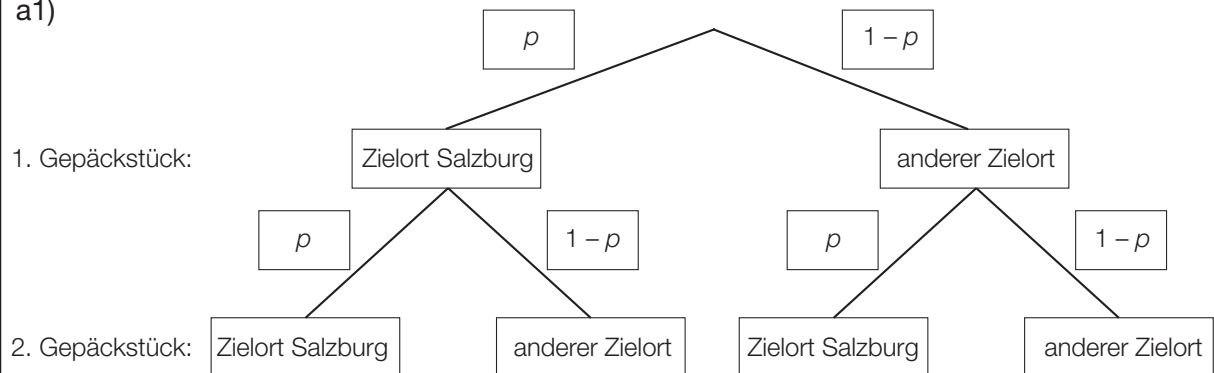 a1)
p 1 – p
1. Gepäckstück: Zielort Salzburg anderer Zielort
p 1 – p p 1 – p
2. Gepäckstück: Zielort Salzburg anderer Zielort Zielort Salzburg anderer Zielort